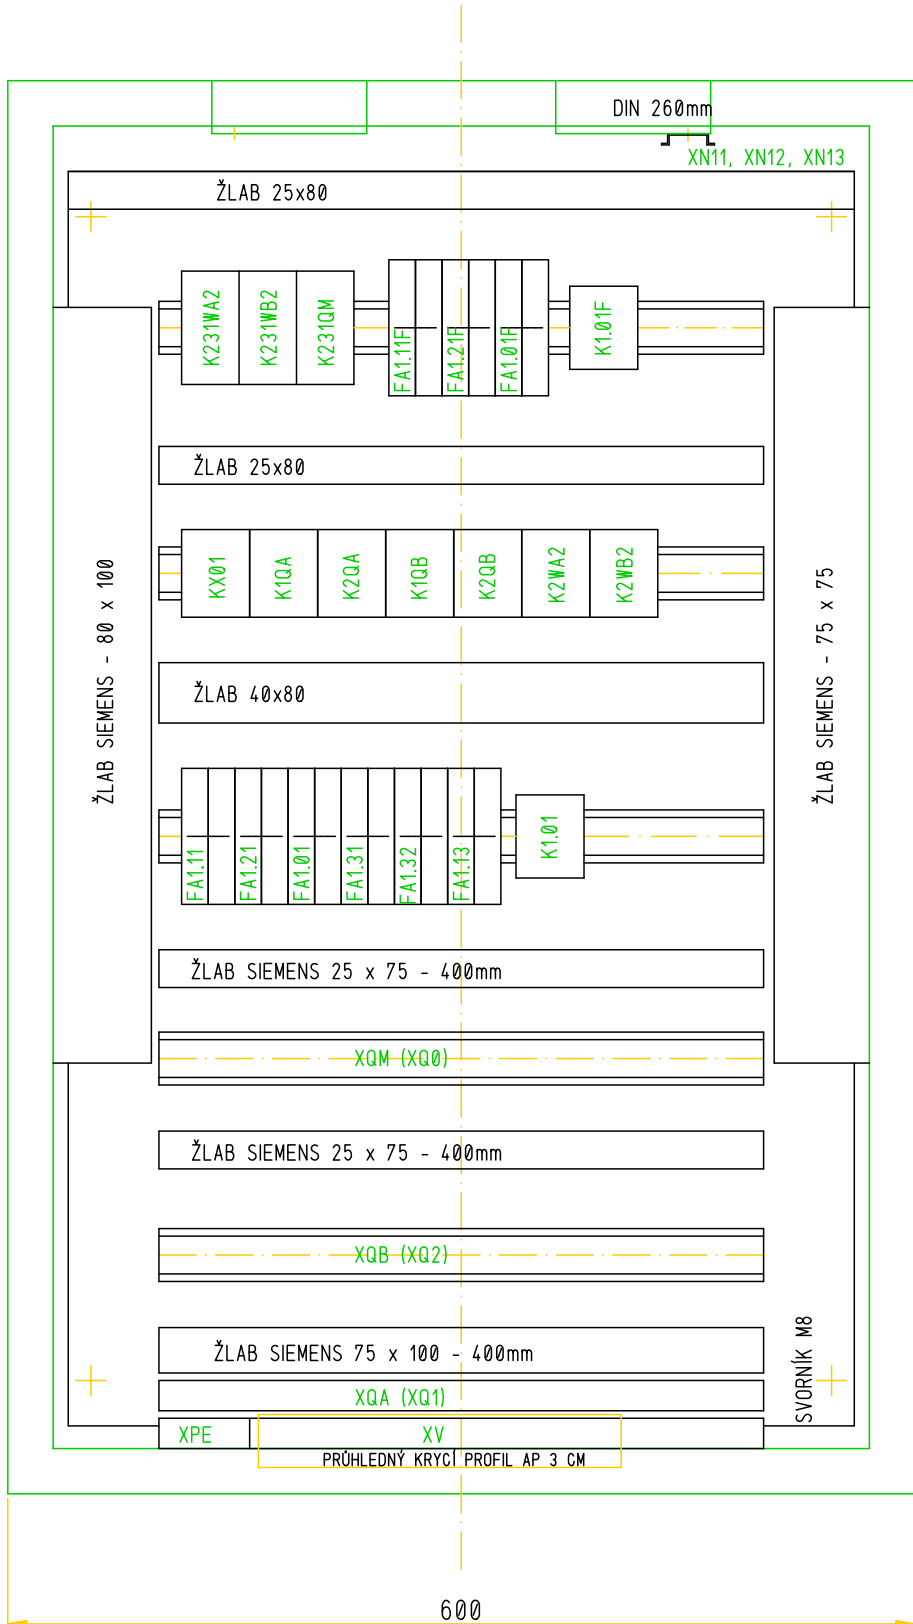 DIN 260mm
XN11, XN12, XN13
ŽLAB 25x80
K231WA2
K231WB2
K231QM
FA1.11F
FA1.21F
FA1.01F
K1.01F
ŽLAB 25x80
ŽLAB SIEMENS - 80 x 100
KX01
K1QA
K2QA
K1QB
K2QB
K2WA2
K2WB2
ŽLAB SIEMENS - 75 x 75
ŽLAB 40x80
FA1.11
FA1.21
FA1.01
FA1.31
FA1.32
FA1.13
K1.01
ŽLAB SIEMENS 25 x 75 - 400mm
XQM (XQ0)
ŽLAB SIEMENS 25 x 75 - 400mm
XQB (XQ2)
ŽLAB SIEMENS 75 x 100 - 400mm
SVORNÍK M8
XQA (XQ1)
XPE
XV
PRŮHLEDNÝ KRYCÍ PROFIL AP 3 CM
600